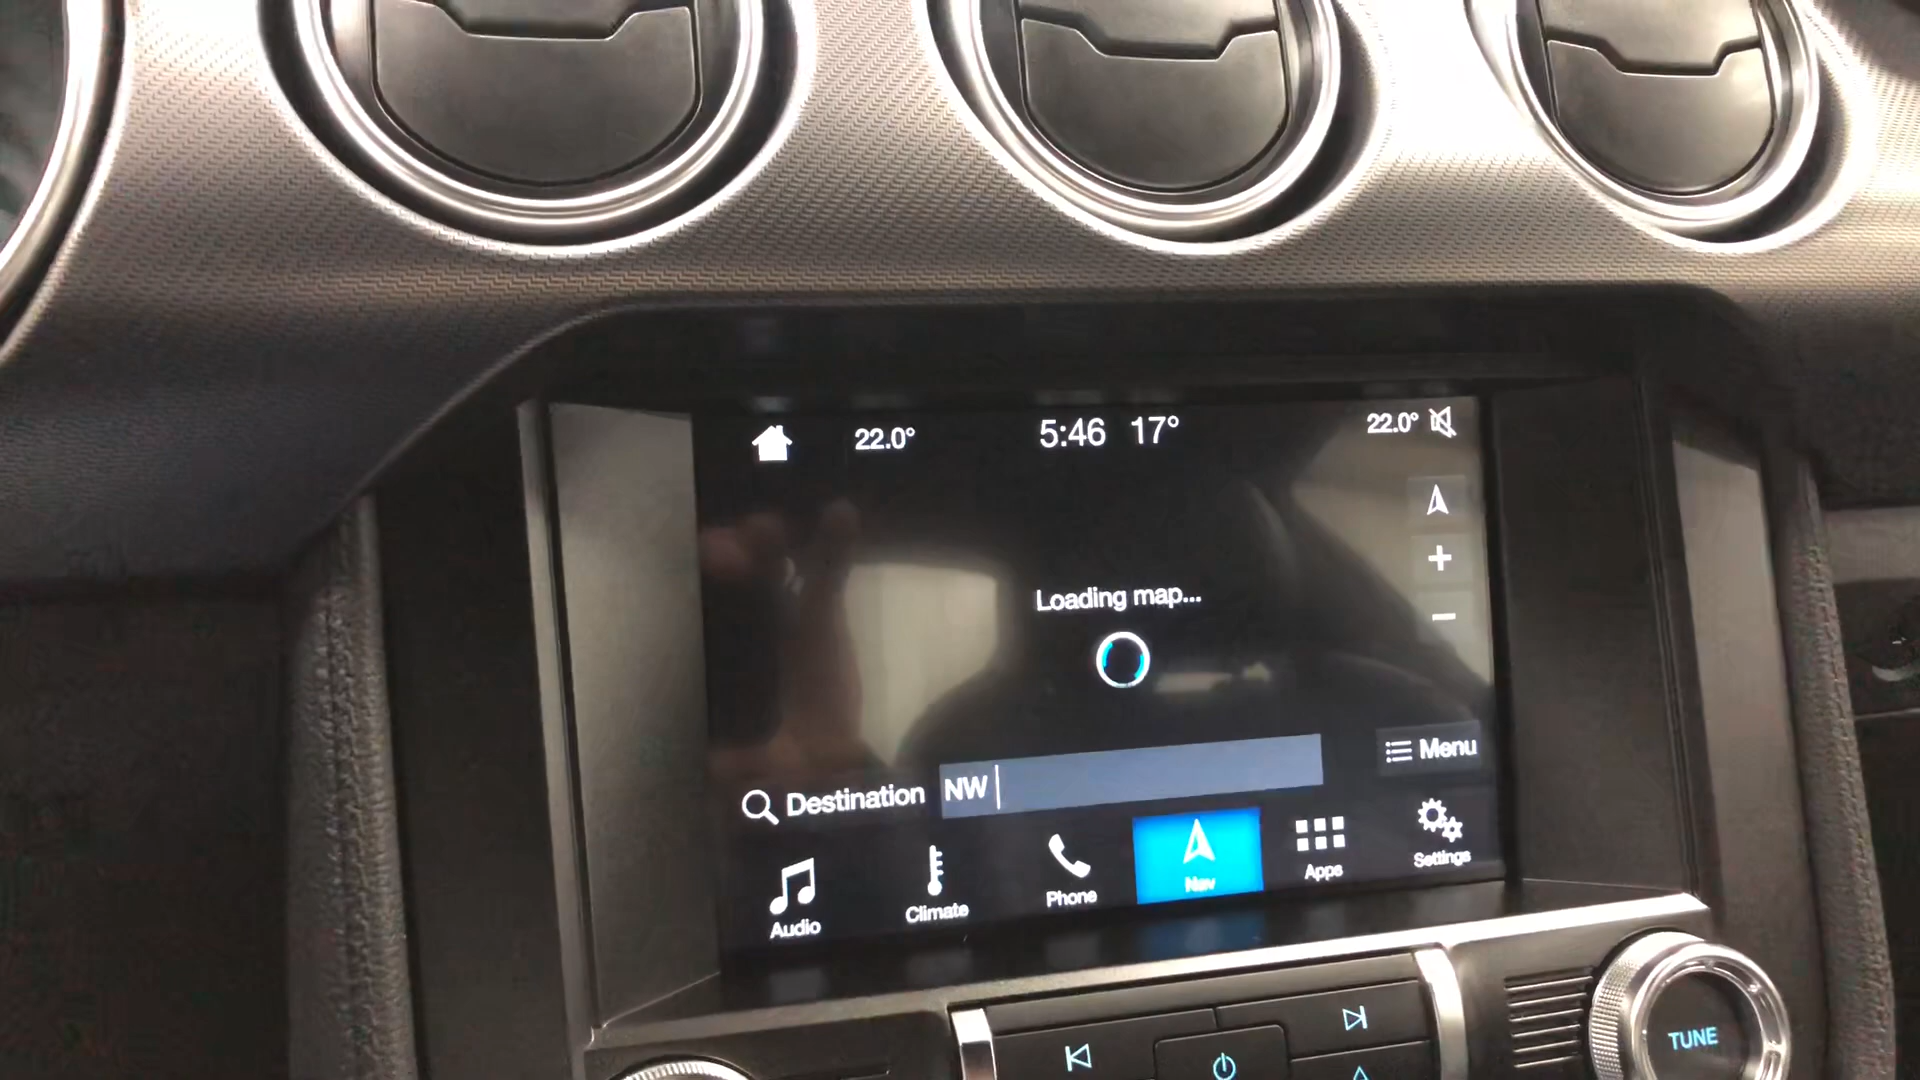 22.0° 5:46 17° 22.0°
Loading map...
Destination NW
Menu
Audio Climate Phone Nav Apps Settings
TUNE